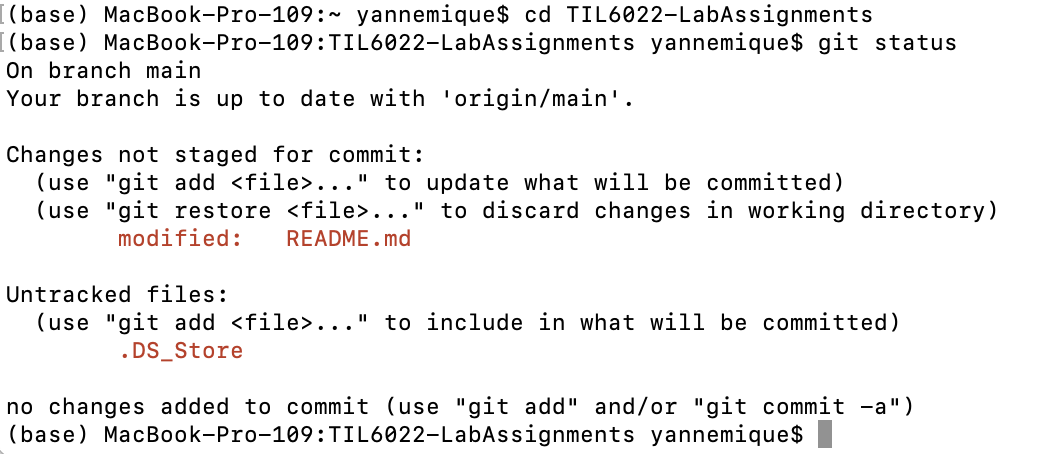 [(base) MacBook-Pro-109:~ yannemique$ cd TIL6022-LabAssignments
[(base) MacBook-Pro-109:TIL6022-LabAssignments yannemique$ git status
On branch main
Your branch is up to date with 'origin/main'.
Changes not staged for commit:
(use "git add <file>..." to update what will be committed)
(use "git restore <file>..." to discard changes in working directory)
modified: README.md
Untracked files:
(use "git add <file>..." to include in what will be committed)
.DS_Store
no changes added to commit (use "git add" and/or "git commit -a")
(base) MacBook-Pro-109:TIL6022-LabAssignments yannemique$